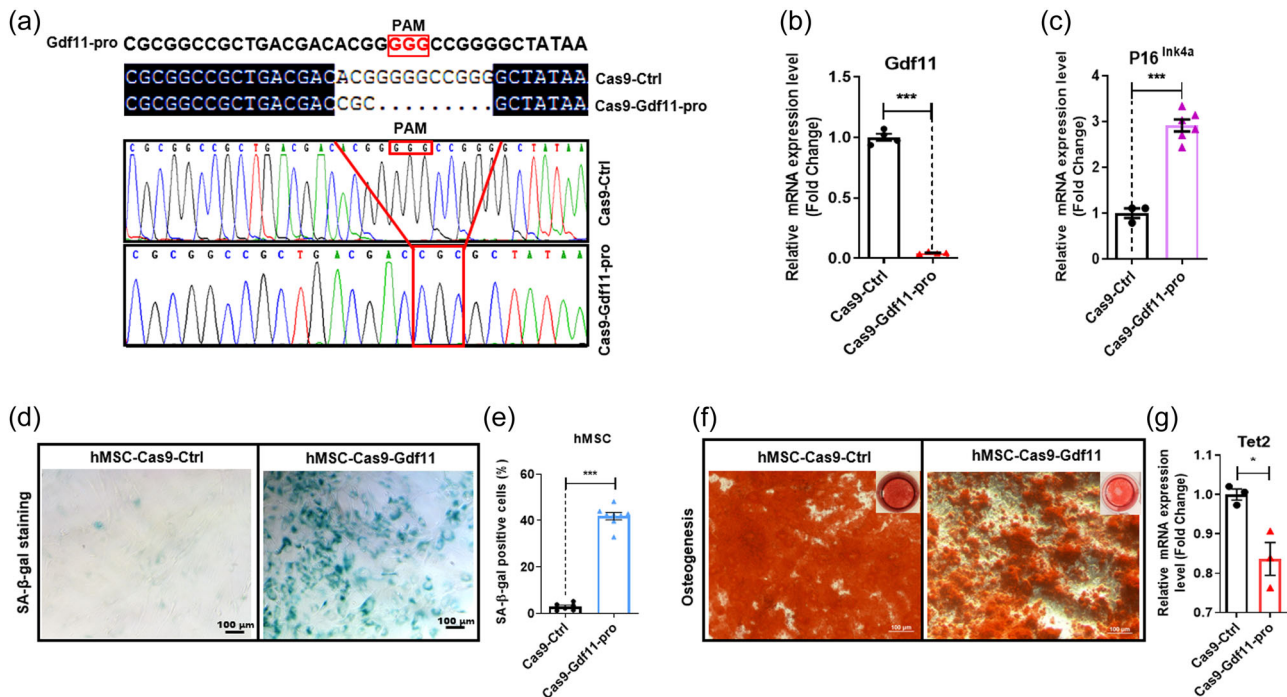 (a)
PAM
Gdf11-pro CGCGGCCGCTGACGACACGGGGGCCGGGGCTATAA
CGCGGCCGCTGACGACACGGGGGCCGGGGCTATAA Cas9-Ctrl
CGCGGCCGCTGACGACCGC.........GCTATAA Cas9-Gdf11-pro
PAM
CGCGGCCGCTGACGACACGGGGGCCGGGGCTATAA
Cas9-Ctrl
CGCGGCCGCTGACGACCGCGCTATAA
Cas9-Gdf11-pro
(b)
Gdf11
Relative mRNA expression level
(Fold Change)
1.5
1.0
0.5
0.0
***
Cas9-Ctrl
Cas9-Gdf11-pro
(c)
P16 Ink4a
Relative mRNA expression level
(Fold Change)
4
3
2
1
0
***
Cas9-Ctrl
Cas9-Gdf11-pro
(d)
hMSC-Cas9-Ctrl
hMSC-Cas9-Gdf11
SA-β-gal staining
100 μm
100 μm
(e)
hMSC
SA-β-gal positive cells (%)
60
40
20
0
***
Cas9-Ctrl
Cas9-Gdf11-pro
(f)
hMSC-Cas9-Ctrl
hMSC-Cas9-Gdf11
Osteogenesis
100 μm
100 μm
(g)
Tet2
Relative mRNA expression
level (Fold Change)
1.1
1.0
0.9
0.8
0.7
*
Cas9-Ctrl
Cas9-Gdf11-pro